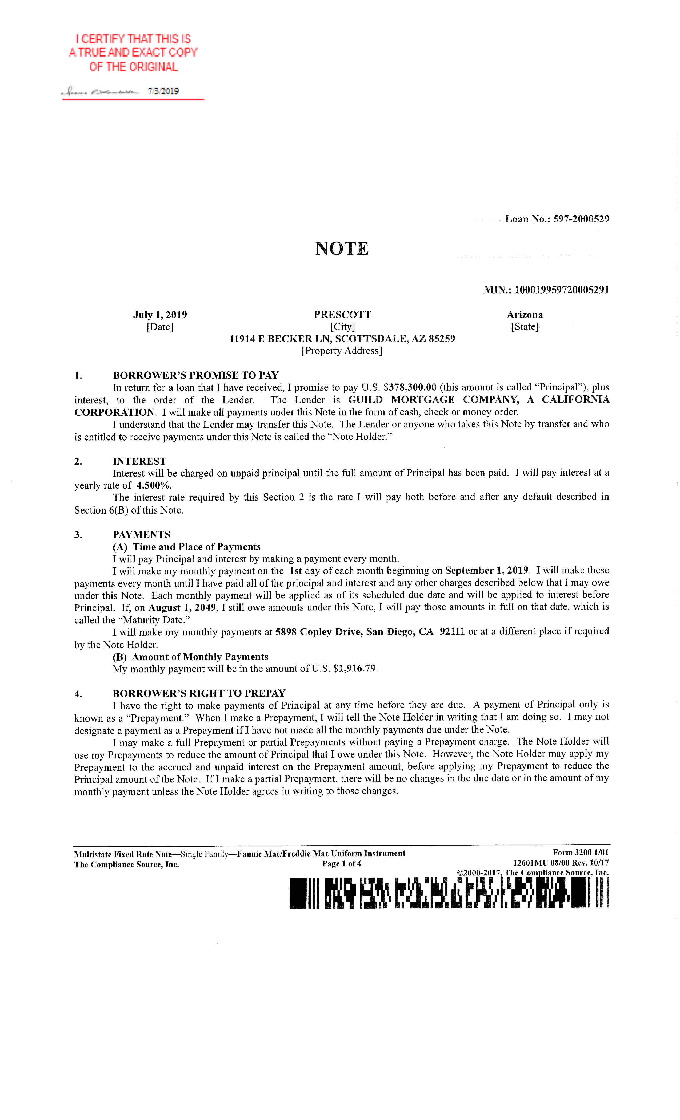 I CERTIFY THAT THIS IS
A TRUE AND EXACT COPY
OF THE ORIGINAL
7/3/2019
Loan No.: 597-2000529
NOTE
MIN.: 100019959720005291
July 1, 2019 PRESCOTT Arizona
[Date] [City] [State]
11914 E BECKER LN, SCOTTSDALE, AZ 85259
[Property Address]
1. BORROWER'S PROMISE TO PAY
In return for a loan that I have received, I promise to pay U.S. $378,300.00 (this amount is called "Principal"), plus
interest, to the order of the Lender. The Lender is GUILD MORTGAGE COMPANY, A CALIFORNIA
CORPORATION. I will make all payments under this Note in the form of cash, check or money order.
I understand that the Lender may transfer this Note. The Lender or anyone who takes this Note by transfer and who
is entitled to receive payments under this Note is called the "Note Holder."
2. INTEREST
Interest will be charged on unpaid principal until the full amount of Principal has been paid. I will pay interest at a
yearly rate of 4.500%.
The interest rate required by this Section 2 is the rate I will pay both before and after any default described in
Section 6(B) of this Note.
3. PAYMENTS
(A) Time and Place of Payments
I will pay Principal and interest by making a payment every month.
I will make my monthly payment on the 1st day of each month beginning on September 1, 2019. I will make these
payments every month until I have paid all of the principal and interest and any other charges described below that I may owe
under this Note. Each monthly payment will be applied as of its scheduled due date and will be applied to interest before
Principal. If, on August 1, 2049, I still owe amounts under this Note, I will pay those amounts in full on that date, which is
called the "Maturity Date."
I will make my monthly payments at 5898 Copley Drive, San Diego, CA 92111 or at a different place if required
by the Note Holder.
(B) Amount of Monthly Payments
My monthly payment will be in the amount of U.S. $1,916.79.
4. BORROWER'S RIGHT TO PREPAY
I have the right to make payments of Principal at any time before they are due. A payment of Principal only is
known as a "Prepayment." When I make a Prepayment, I will tell the Note Holder in writing that I am doing so. I may not
designate a payment as a Prepayment if I have not made all the monthly payments due under the Note.
I may make a full Prepayment or partial Prepayments without paying a Prepayment charge. The Note Holder will
use my Prepayments to reduce the amount of Principal that I owe under this Note. However, the Note Holder may apply my
Prepayment to the accrued and unpaid interest on the Prepayment amount, before applying my Prepayment to reduce the
Principal amount of the Note. If I make a partial Prepayment, there will be no changes in the due date or in the amount of my
monthly payment unless the Note Holder agrees in writing to those changes.
Multistate Fixed Rate Note—Single Family—Fannie Mae/Freddie Mac Uniform Instrument Form 3200 1/01
The Compliance Source, Inc. Page 1 of 4 12601MU 08/00 Rev. 10/17
©2000-2017, The Compliance Source, Inc.